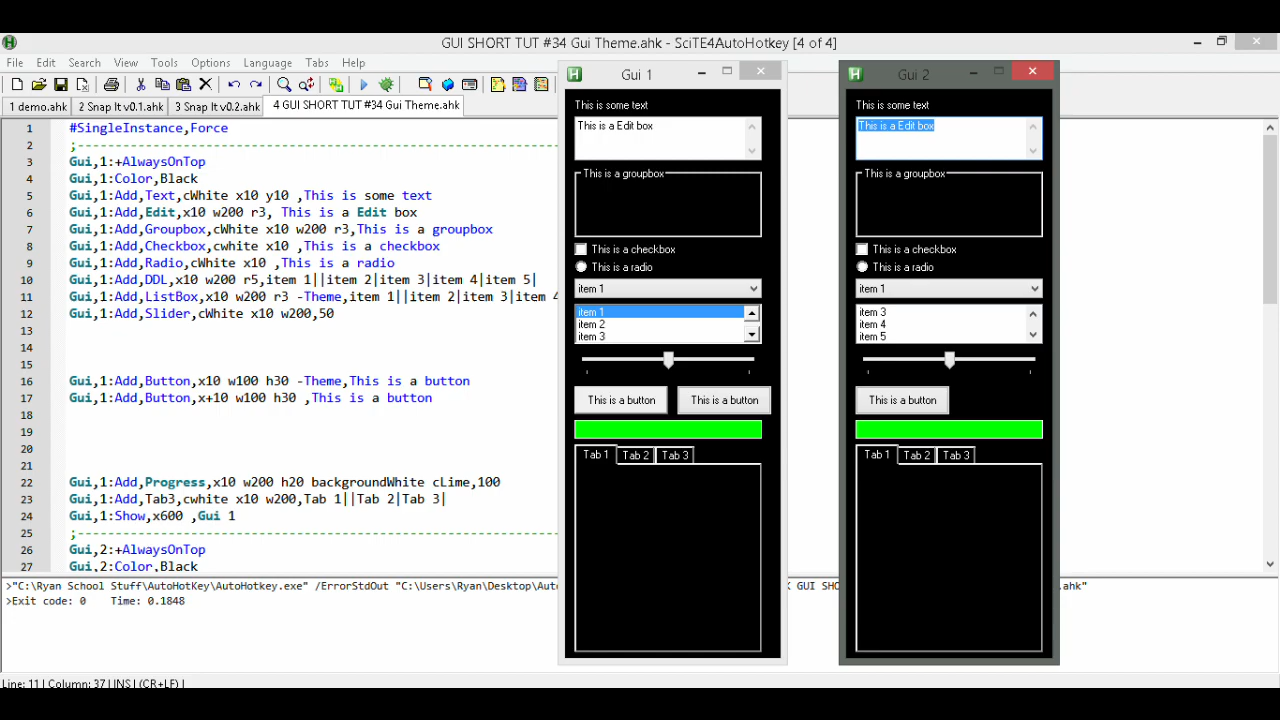 GUI SHORT TUT #34 Gui Theme.ahk - SciTE4AutoHotkey [4 of 4]
File Edit Search View Tools Options Language Tabs Help
1 demo.ahk 2 Snap It v0.1.ahk 3 Snap It v0.2.ahk 4 GUI SHORT TUT #34 Gui Theme.ahk
1 #SingleInstance,Force
2 ;------------------------------------------------------------
3 Gui,1:+AlwaysOnTop
4 Gui,1:Color,Black
5 Gui,1:Add,Text,cWhite x10 y10 ,This is some text
6 Gui,1:Add,Edit,x10 w200 r3, This is a Edit box
7 Gui,1:Add,Groupbox,cWhite x10 w200 r3,This is a groupbox
8 Gui,1:Add,Checkbox,cwhite x10 ,This is a checkbox
9 Gui,1:Add,Radio,cWhite x10 ,This is a radio
10 Gui,1:Add,DDL,x10 w200 r5,item 1||item 2|item 3|item 4|item 5|
11 Gui,1:Add,ListBox,x10 w200 r3 -Theme,item 1||item 2|item 3|item 4
12 Gui,1:Add,Slider,cWhite x10 w200,50
13
14
15
16 Gui,1:Add,Button,x10 w100 h30 -Theme,This is a button
17 Gui,1:Add,Button,x+10 w100 h30 ,This is a button
18
19
20
21
22 Gui,1:Add,Progress,x10 w200 h20 backgroundWhite cLime,100
23 Gui,1:Add,Tab3,cwhite x10 w200,Tab 1||Tab 2|Tab 3|
24 Gui,1:Show,x600 ,Gui 1
25 ;------------------------------------------------------------
26 Gui,2:+AlwaysOnTop
27 Gui,2:Color,Black
>"C:\Ryan School Stuff\AutoHotKey\AutoHotkey.exe" /ErrorStdOut "C:\Users\Ryan\Desktop\Aut K GUI SHO .ahk"
>Exit code: 0 Time: 0.1848
Line: 11 | Column: 37 | INS | (CR+LF)
Gui 1
This is some text
This is a Edit box
This is a groupbox
This is a checkbox
This is a radio
item 1
item 1
item 2
item 3
This is a button This is a button
Tab 1 Tab 2 Tab 3
Gui 2
This is some text
This is a Edit box
This is a groupbox
This is a checkbox
This is a radio
item 1
item 3
item 4
item 5
This is a button
Tab 1 Tab 2 Tab 3